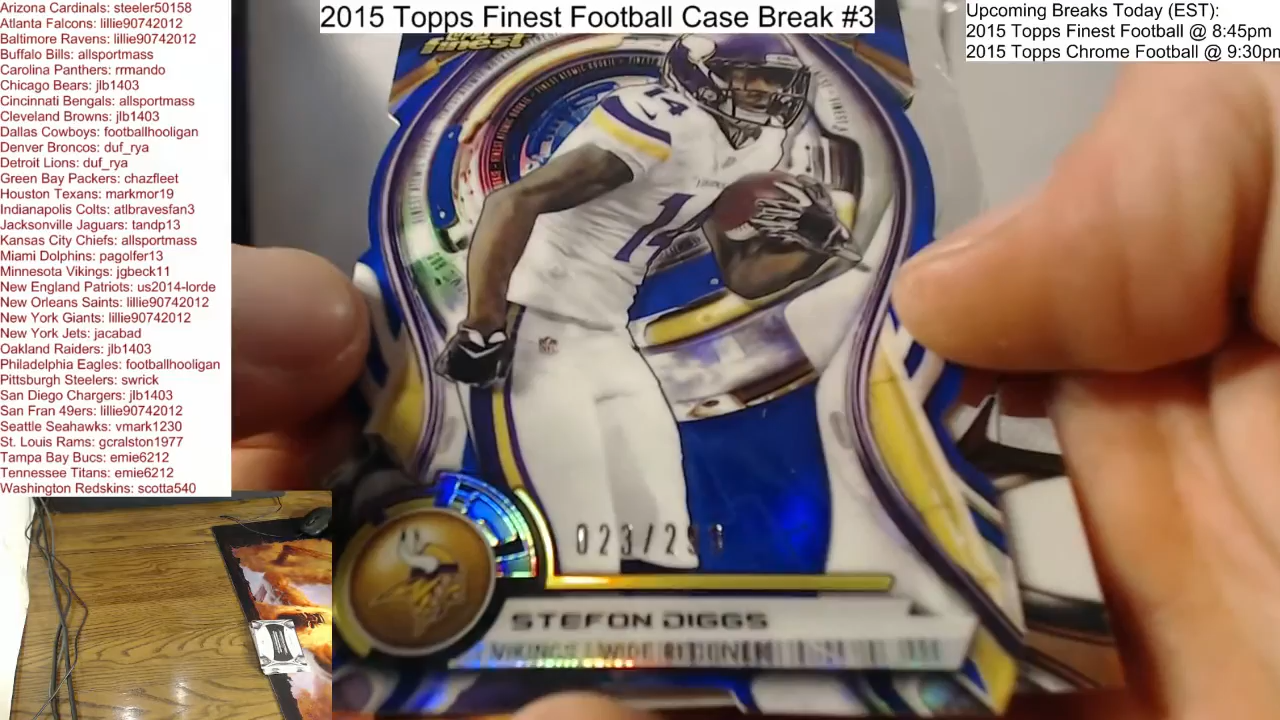 Arizona Cardinals: steeler50158
Atlanta Falcons: lillie90742012
Baltimore Ravens: lillie90742012
Buffalo Bills: allsportmass
Carolina Panthers: rrmando
Chicago Bears: jlb1403
Cincinnati Bengals: allsportmass
Cleveland Browns: jlb1403
Dallas Cowboys: footballhooligan
Denver Broncos: duf_rya
Detroit Lions: duf_rya
Green Bay Packers: chazfleet
Houston Texans: markmor19
Indianapolis Colts: atlbravesfan3
Jacksonville Jaguars: tandp13
Kansas City Chiefs: allsportmass
Miami Dolphins: pagolfer13
Minnesota Vikings: jgbeck11
New England Patriots: us2014-lorde
New Orleans Saints: lillie90742012
New York Giants: lillie90742012
New York Jets: jacabad
Oakland Raiders: jlb1403
Philadelphia Eagles: footballhooligan
Pittsburgh Steelers: swrick
San Diego Chargers: jlb1403
San Fran 49ers: lillie90742012
Seattle Seahawks: vmark1230
St. Louis Rams: gcralston1977
Tampa Bay Bucs: emie6212
Tennessee Titans: emie6212
Washington Redskins: scotta540
2015 Topps Finest Football Case Break #3
Upcoming Breaks Today (EST):
2015 Topps Finest Football @ 8:45pm
2015 Topps Chrome Football @ 9:30pm
finest
14
14
NFL
023/29
STEFON DIGGS
VIKINGS | WIDE RECEIVER